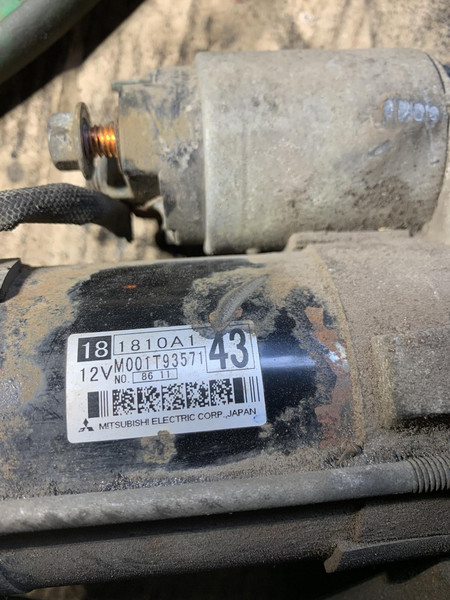 18 1810A1 43
12V M001T93571
NO. 86 11
MITSUBISHI ELECTRIC CORP., JAPAN